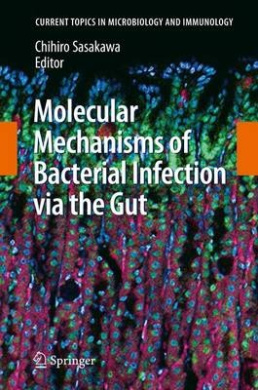 CURRENT TOPICS IN MICROBIOLOGY AND IMMUNOLOGY
Chihiro Sasakawa
Editor
Molecular
Mechanisms of
Bacterial Infection
via the Gut
Springer